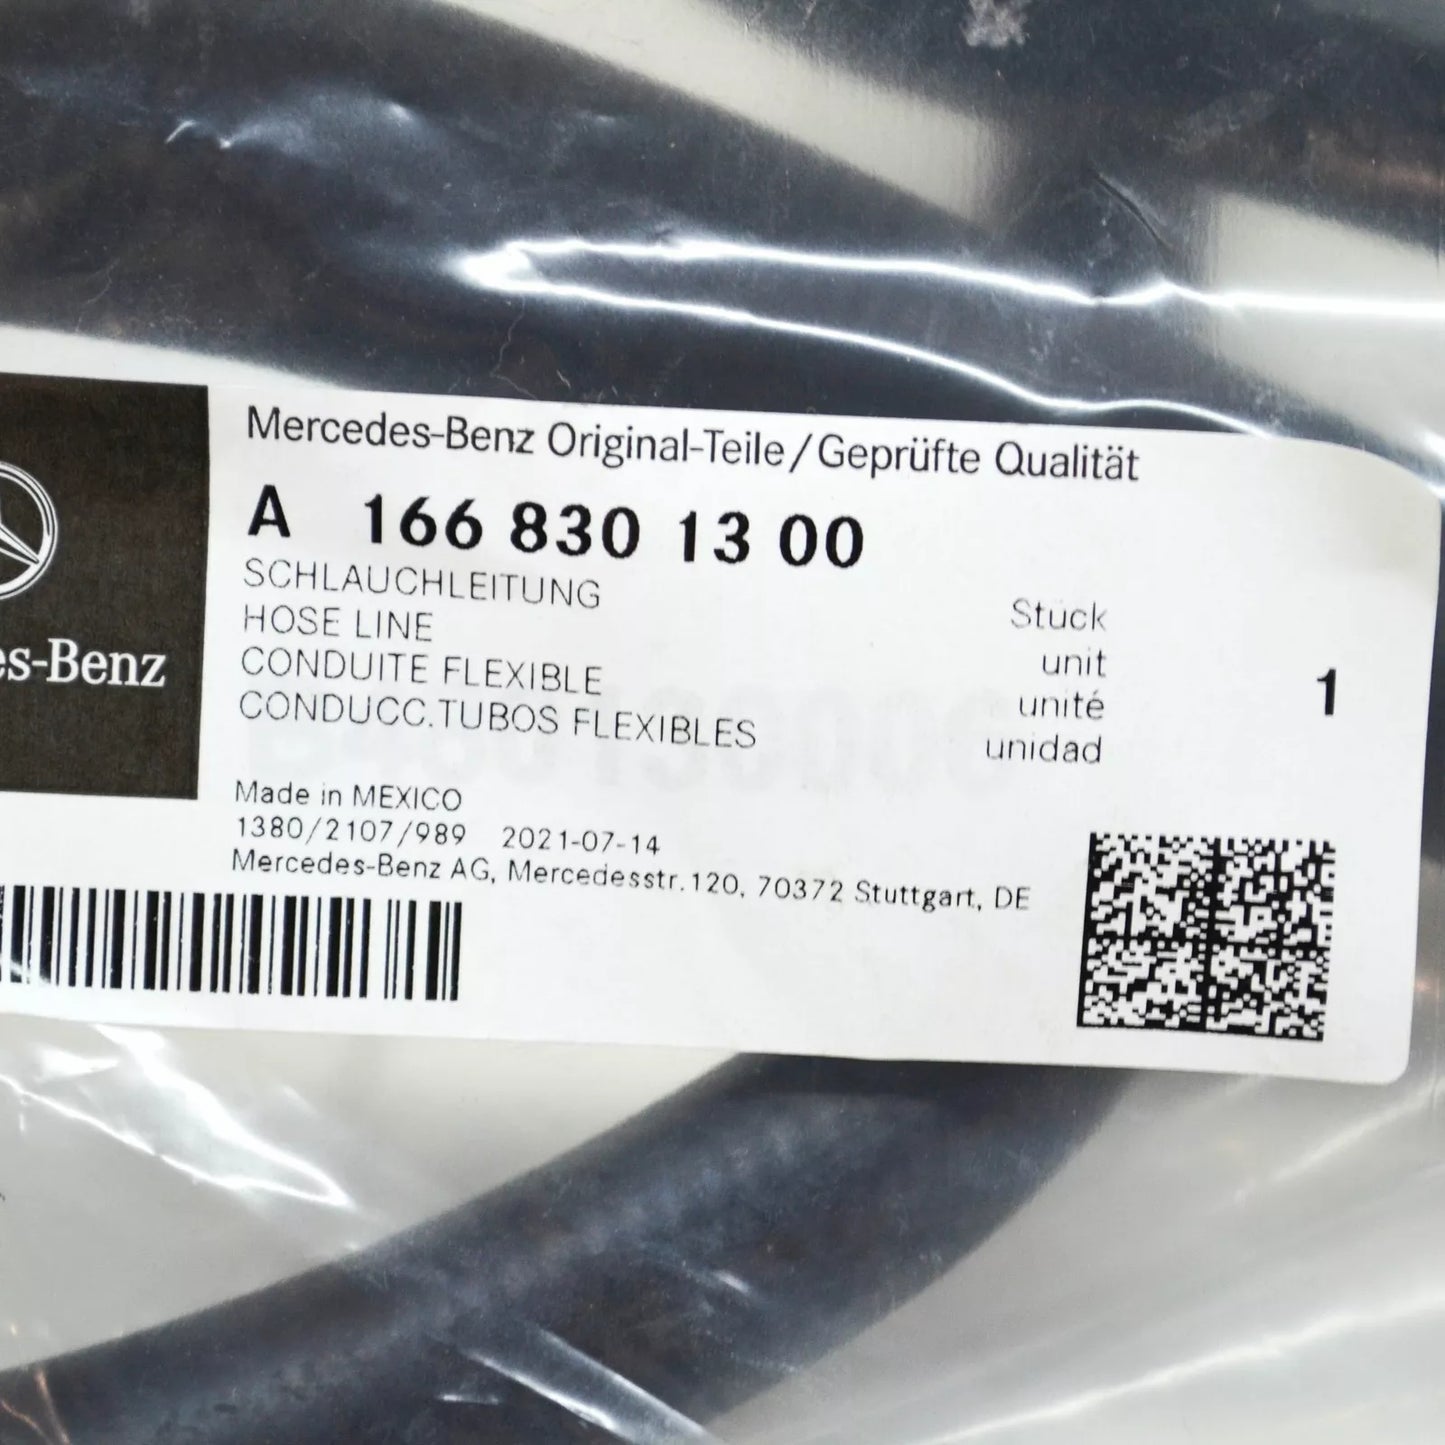 Mercedes-Benz Original-Teile/Geprüfte Qualität
A 166 830 13 00
SCHLAUCHLEITUNG
HOSE LINE
CONDUITE FLEXIBLE
CONDUCC.TUBOS FLEXIBLES
Stück
unit
unité
unidad
1
es-Benz
Made in MEXICO
1380/2107/989 2021-07-14
Mercedes-Benz AG, Mercedesstr.120, 70372 Stuttgart, DE